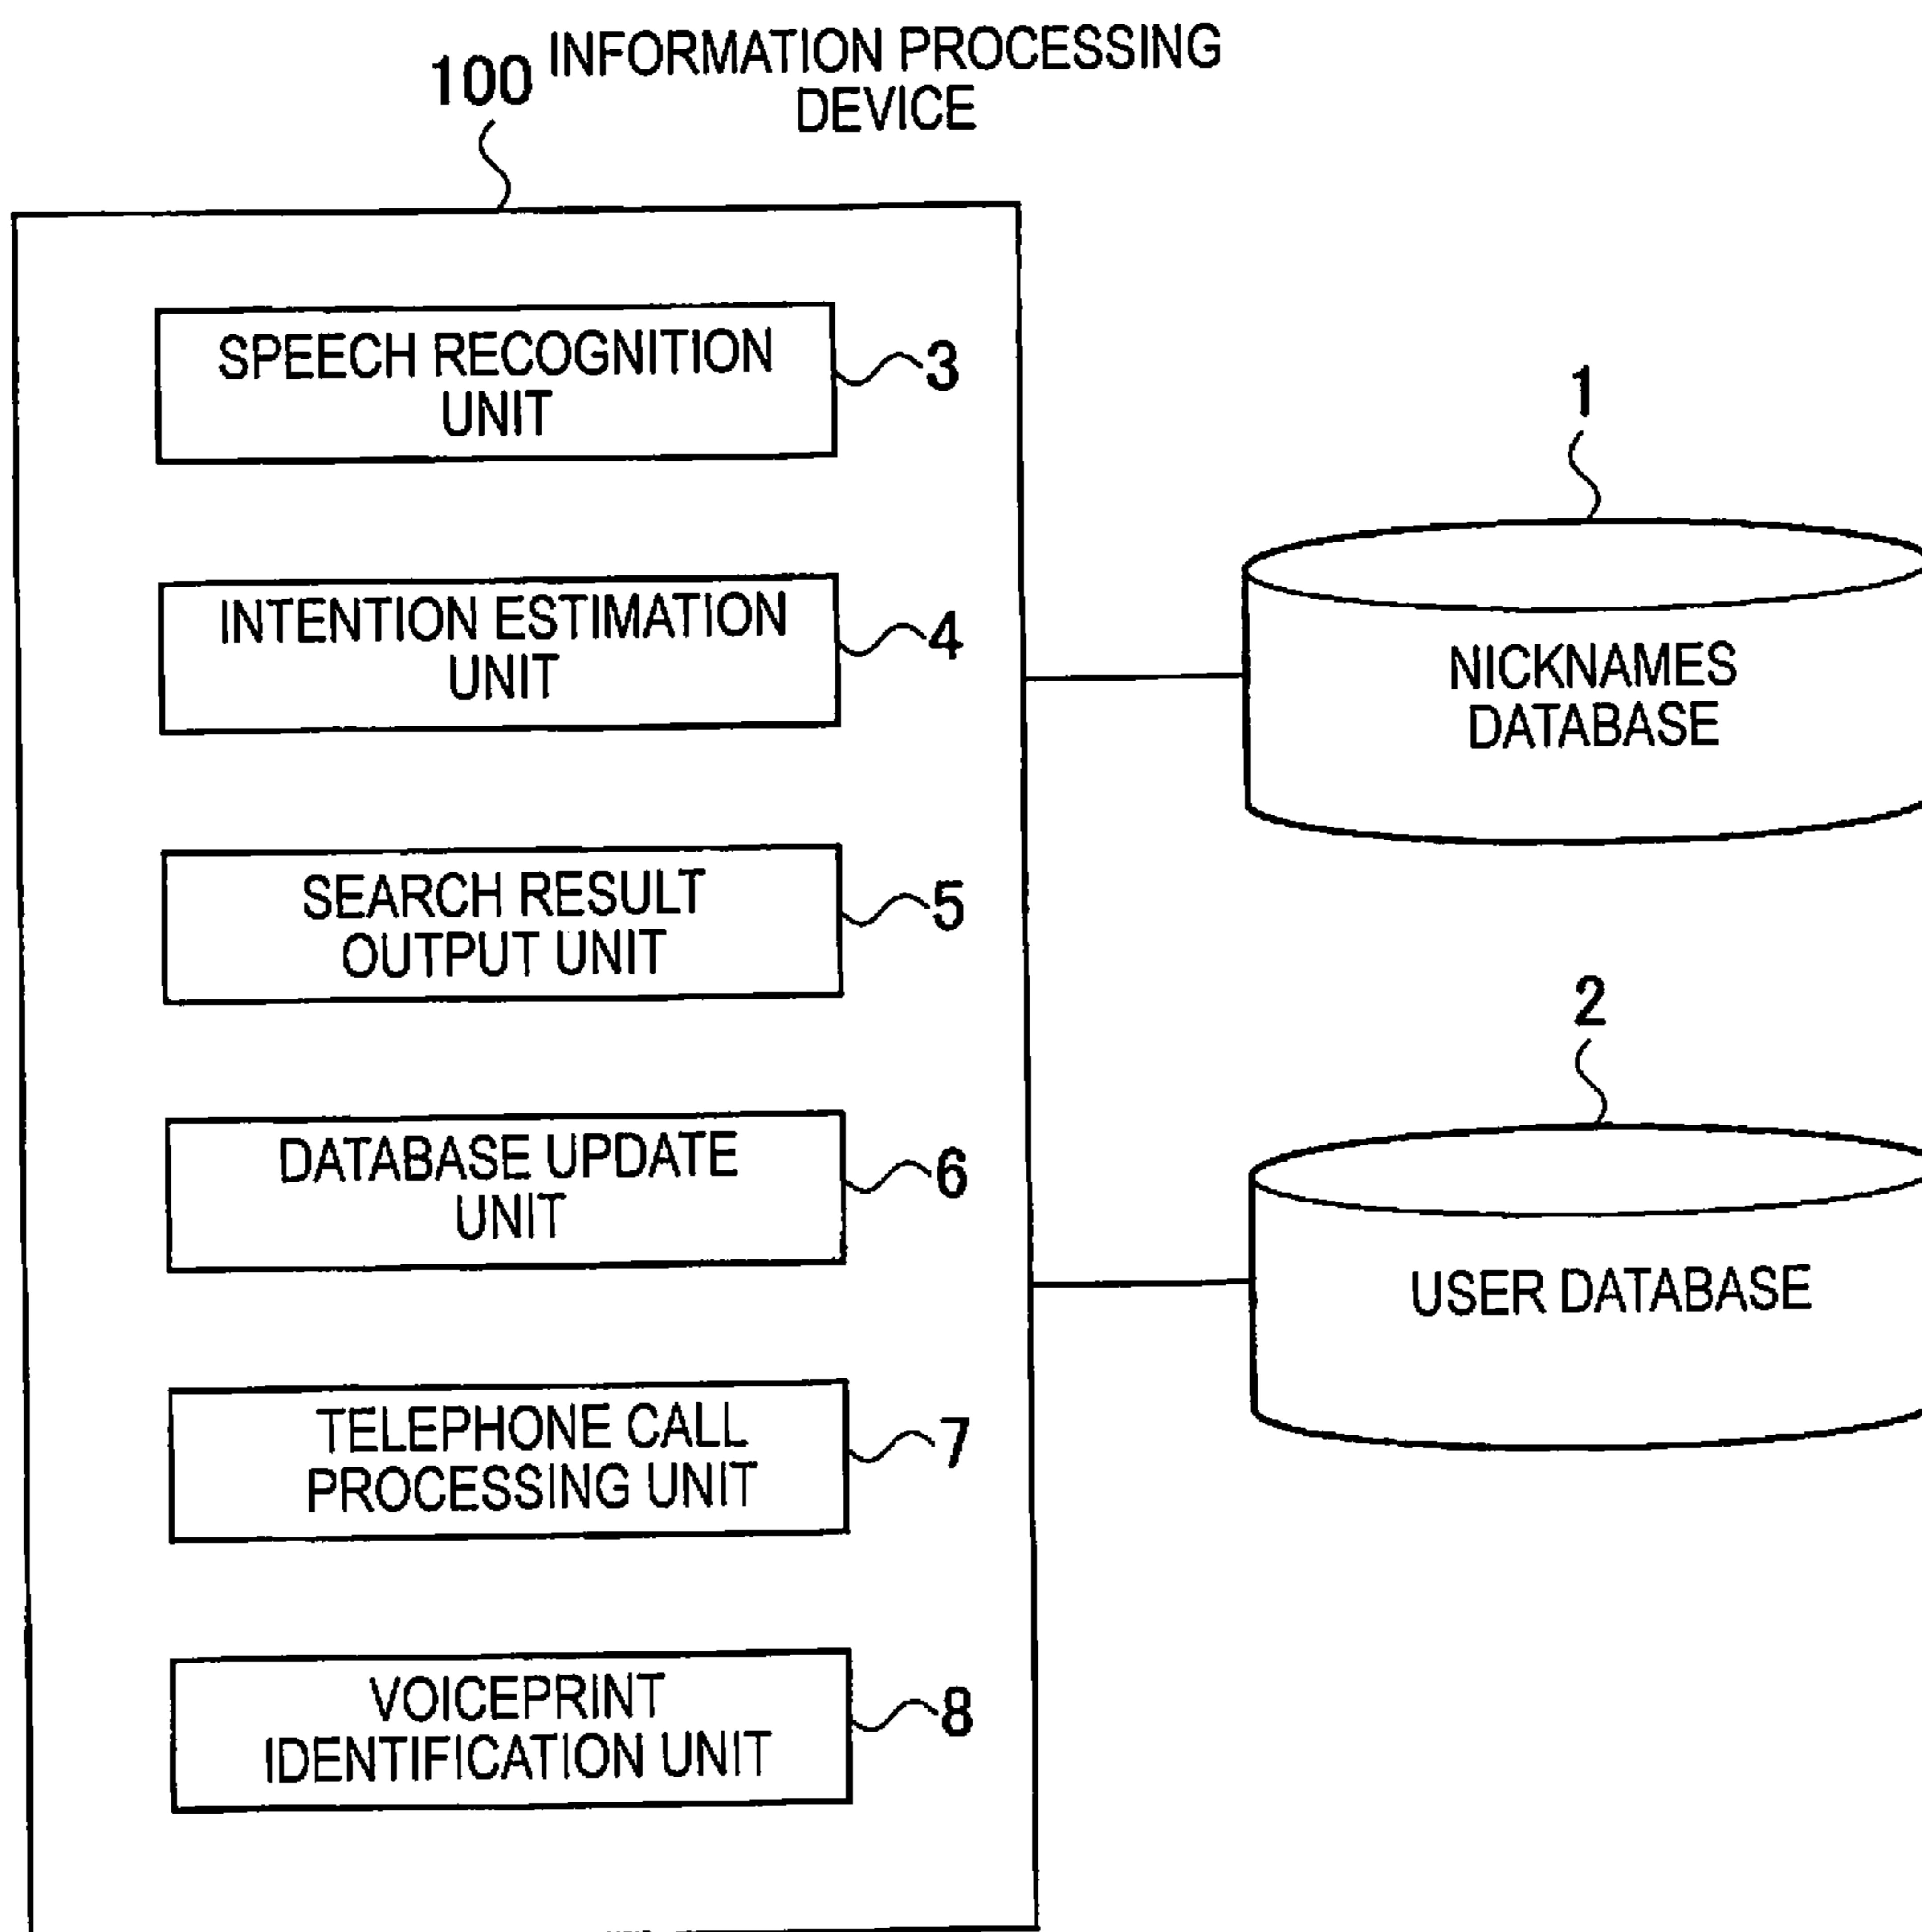 INFORMATION PROCESSING
DEVICE
100
SPEECH RECOGNITION
UNIT
3
INTENTION ESTIMATION
UNIT
4
SEARCH RESULT
OUTPUT UNIT
5
DATABASE UPDATE
UNIT
6
TELEPHONE CALL
PROCESSING UNIT
7
VOICEPRINT
IDENTIFICATION UNIT
8
1
NICKNAMES
DATABASE
2
USER DATABASE